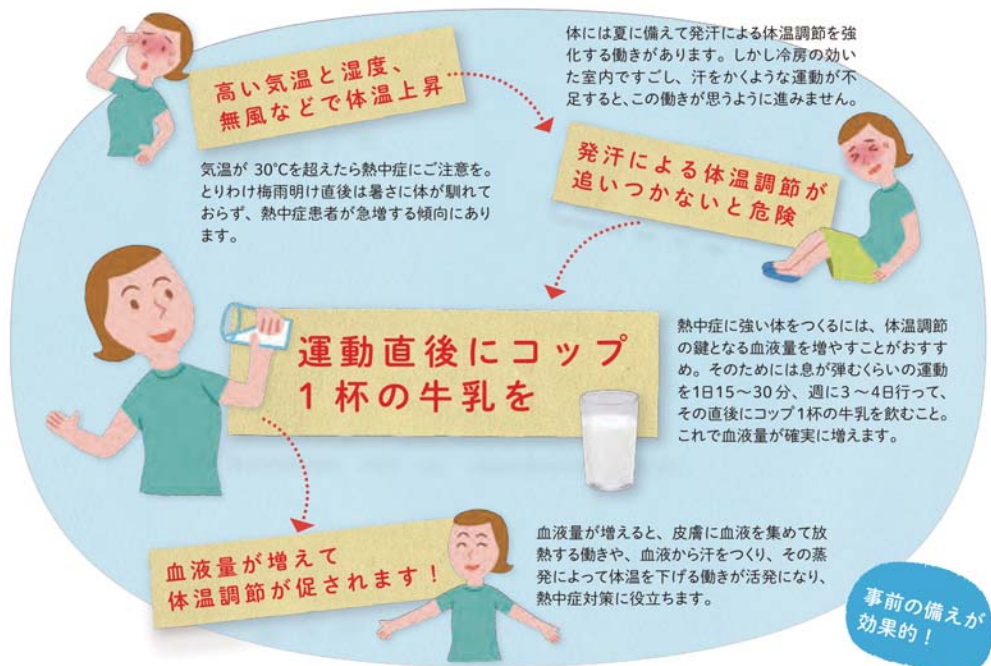 高い気温と湿度、
無風などで体温上昇
気温が 30℃を超えたら熱中症にご注意を。
とりわけ梅雨明け直後は暑さに体が馴れて
おらず、熱中症患者が急増する傾向にあり
ます。
体には夏に備えて発汗による体温調節を強
化する働きがあります。しかし冷房の効い
た室内ですごし、汗をかくような運動が不
足すると、この働きが思うように進みません。
発汗による体温調節が
追いつかないと危険
運動直後にコップ
1杯の牛乳を
熱中症に強い体をつくるには、体温調節
の鍵となる血液量を増やすことがおすす
め。そのためには息が弾むくらいの運動
を1日15～30分、週に3～4日行って、
その直後にコップ1杯の牛乳を飲むこと。
これで血液量が確実に増えます。
血液量が増えて
体温調節が促されます！
血液量が増えると、皮膚に血液を集めて放
熱する働きや、血液から汗をつくり、その蒸
発によって体温を下げる働きが活発になり、
熱中症対策に役立ちます。
事前の備えが
効果的！